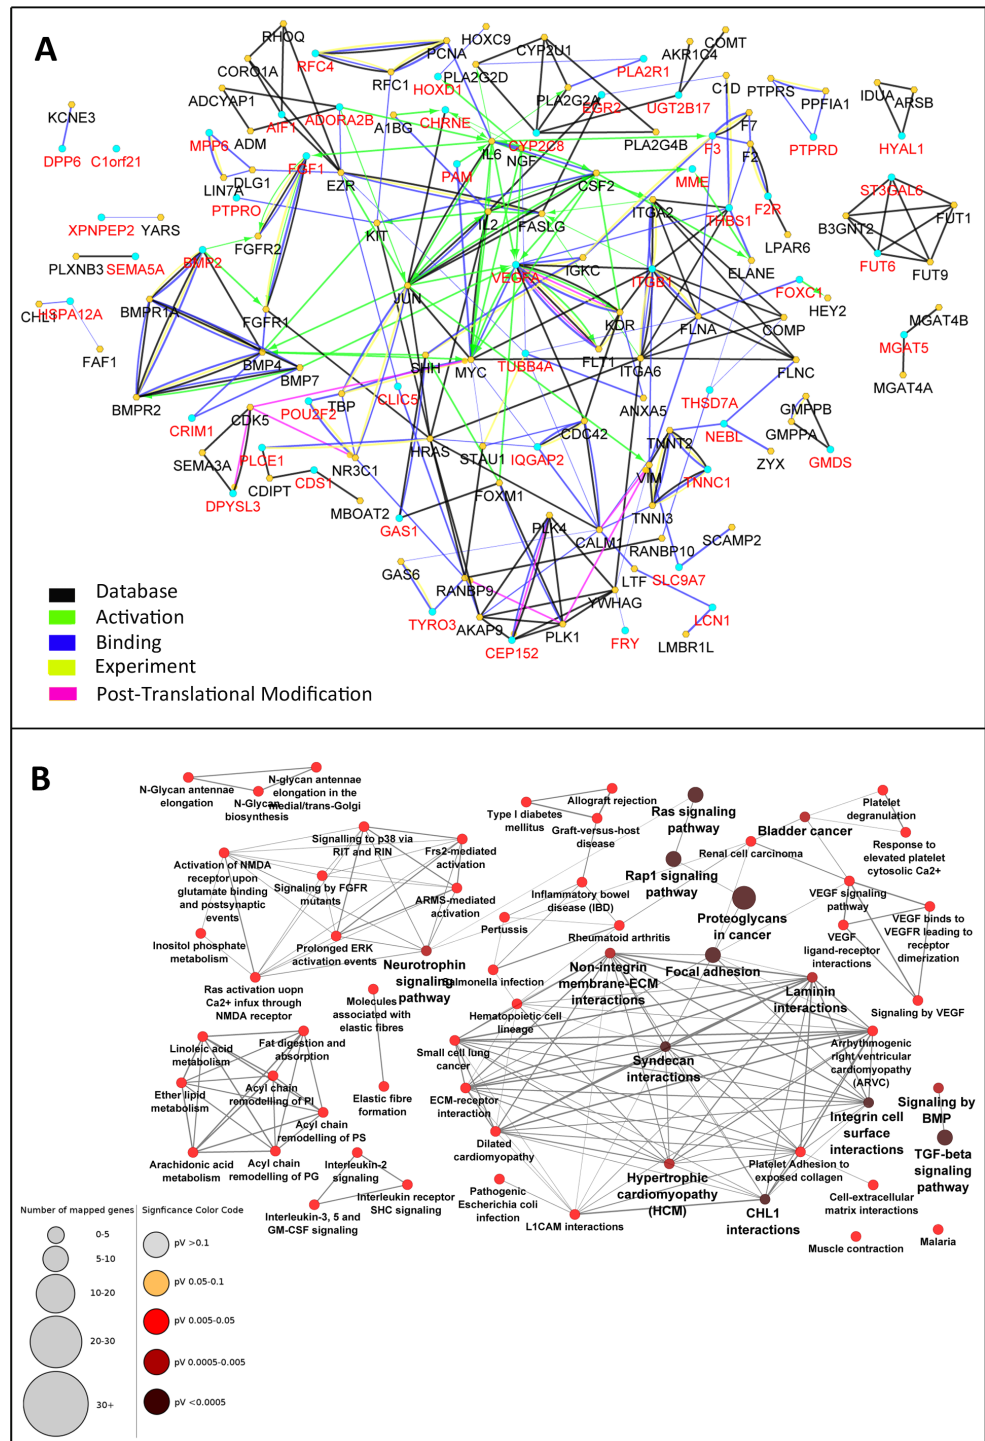 A
RHOQ
HOXC9
COMT
PCNA
CYP2U1
AKR1C4
RFC4
CORO1A
RFC1
PLA2G2D
PLA2R1
HOXD1
C1D
PTPRS
ADCYAP1
PLA2G2A
EGR2
UGT2B17
PPFIA1
IDUA
ARSB
KCNE3
AIF1
ADORA2B
A1BG
CHRNE
F7
MPP6
ADM
CYP2C8
PLA2G4B
F3
PTPRD
HYAL1
DPP6
C1orf21
IL6
NGF
F2
FGF1
PAM
LIN7A
DLG1
EZR
CSF2
MME
ST3GAL6
PTPRO
ITGA2
THBS1
F2R
FUT1
XPNPEP2
YARS
KIT
IL2
FASLG
B3GNT2
FGFR2
LPAR6
FUT6
FUT9
PLXNB3
SEMA5A
BMP2
IGKC
VEGFA
ITGB1
ELANE
FOXC1
HSPA12A
CHL1
BMPR1A
JUN
HEY2
FGFR1
KDR
FLNA
COMP
MGAT4B
FAF1
BMP4
SHH
MYC
TUBB4A
FLT1
ITGA6
FLNC
MGAT5
BMP7
MGAT4A
BMPR2
CLIC5
THSD7A
CDK5
POU2F2
TBP
ANXA5
GMPPB
CRIM1
CDC42
TNNT2
NEBL
GMPPA
GMDS
SEMA3A
PLCE1
NR3C1
HRAS
STAU1
IQGAP2
ZYX
VIM
TNNC1
DPYSL3
CDIPT
CDS1
FOXM1
MBOAT2
TNNI3
GAS1
PLK4
CALM1
SCAMP2
RANBP10
GAS6
LTF
SLC9A7
RANBP9
YWHAG
TYRO3
AKAP9
PLK1
LCN1
CEP152
FRY
LMBR1L
Database
Activation
Binding
Experiment
Post-Translational Modification
B
N-Glycan antennae
elongation
N-Glycan
biosynthesis
N-glycan antennae
elongation in the
medial/trans-Golgi
Type I diabetes
mellitus
Allograft rejection
Graft-versus-host
disease
Ras signaling
pathway
Bladder cancer
Platelet
degranulation
Signalling to p38 via
RIT and RIN
Frs2-mediated
activation
Renal cell carcinoma
Response to
elevated platelet
cytosolic Ca2+
Activation of NMDA
receptor upon
glutamate binding
and postsynaptic
events
Signaling by FGFR
mutants
ARMS-mediated
activation
Inflammatory bowel
disease (IBD)
Rap1 signaling
pathway
VEGF signaling
pathway
Proteoglycans
in cancer
VEGF binds to
VEGFR leading to
receptor
dimerization
Pertussis
Inositol phosphate
metabolism
Prolonged ERK
activation events
Rheumatoid arthritis
VEGF
ligand-receptor
interactions
Neurotrophin
signaling
pathway
Salmonella infection
Non-integrin
membrane-ECM
interactions
Focal adhesion
Laminin
interactions
Ras activation uopn
Ca2+ infux through
NMDA receptor
Molecules
associated with
elastic fibres
Signaling by VEGF
Hematopoietic cell
lineage
Linoleic acid
metabolism
Fat digestion and
absorption
Small cell lung
cancer
Syndecan
interactions
Arrhythmogenic
right ventricular
cardiomyopathy
(ARVC)
Ether lipid
metabolism
Acyl chain
remodelling of PI
Elastic fibre
formation
ECM-receptor
interaction
Integrin cell
surface
interactions
Signaling by
BMP
Acyl chain
remodelling of PS
Dilated
cardiomyopathy
TGF-beta
signaling
pathway
Arachidonic acid
metabolism
Acyl chain
remodelling of PG
Interleukin-2
signaling
Hypertrophic
cardiomyopathy
(HCM)
Platelet Adhesion to
exposed collagen
Interleukin receptor
SHC signaling
Pathogenic
Escherichia coli
infection
Cell-extracellular
matrix interactions
Interleukin-3, 5 and
GM-CSF signaling
L1CAM interactions
CHL1
interactions
Muscle contraction
Malaria
Number of mapped genes
0-5
5-10
10-20
20-30
30+
Signficance Color Code
pV >0.1
pV 0.05-0.1
pV 0.005-0.05
pV 0.0005-0.005
pV <0.0005